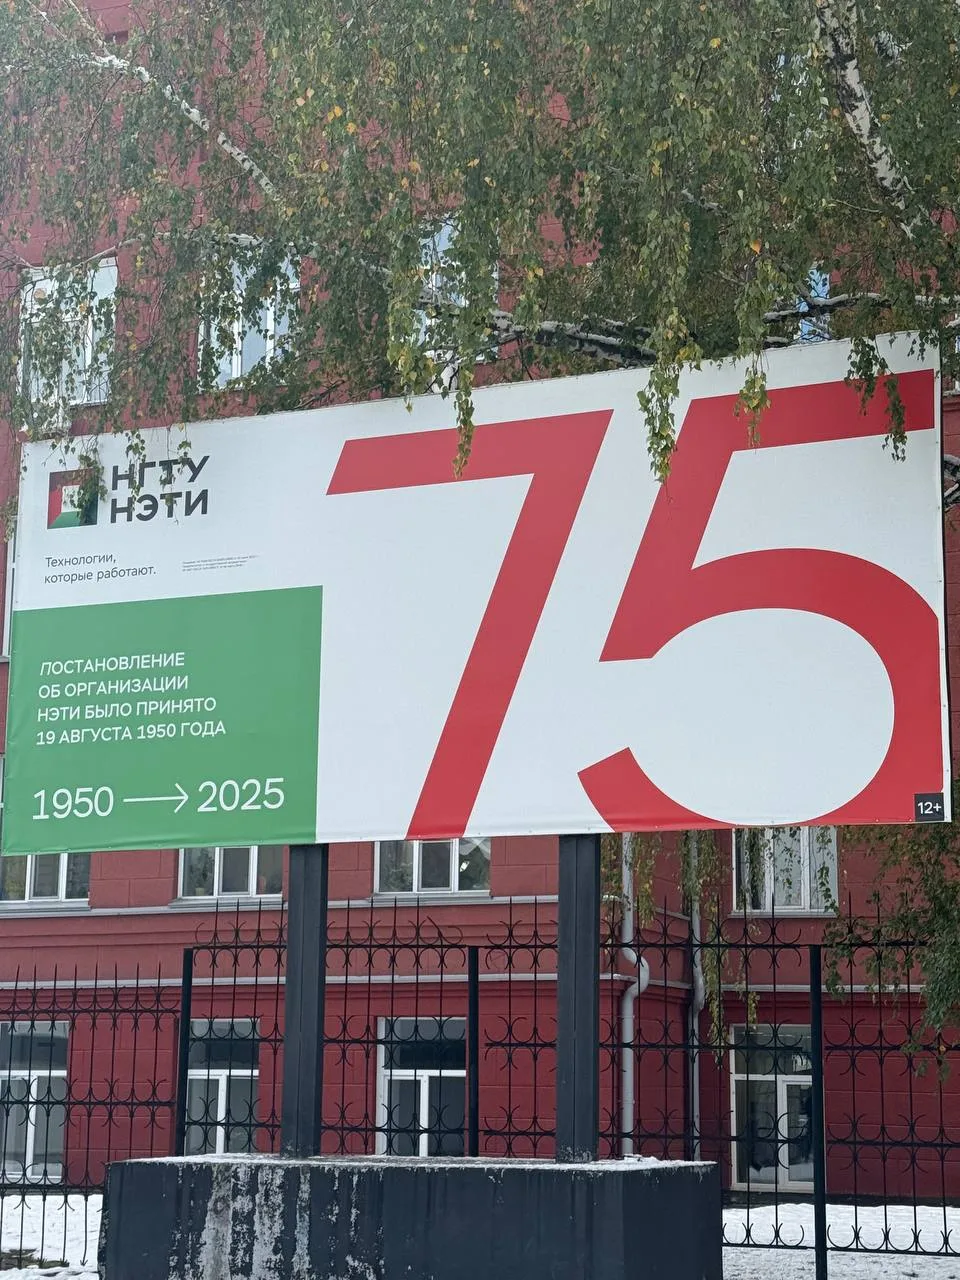 НГТУ
НЭТИ
Технологии,
которые работают.
ПОСТАНОВЛЕНИЕ
ОБ ОРГАНИЗАЦИИ
НЭТИ БЫЛО ПРИНЯТО
19 АВГУСТА 1950 ГОДА
1950 → 2025
75
12+